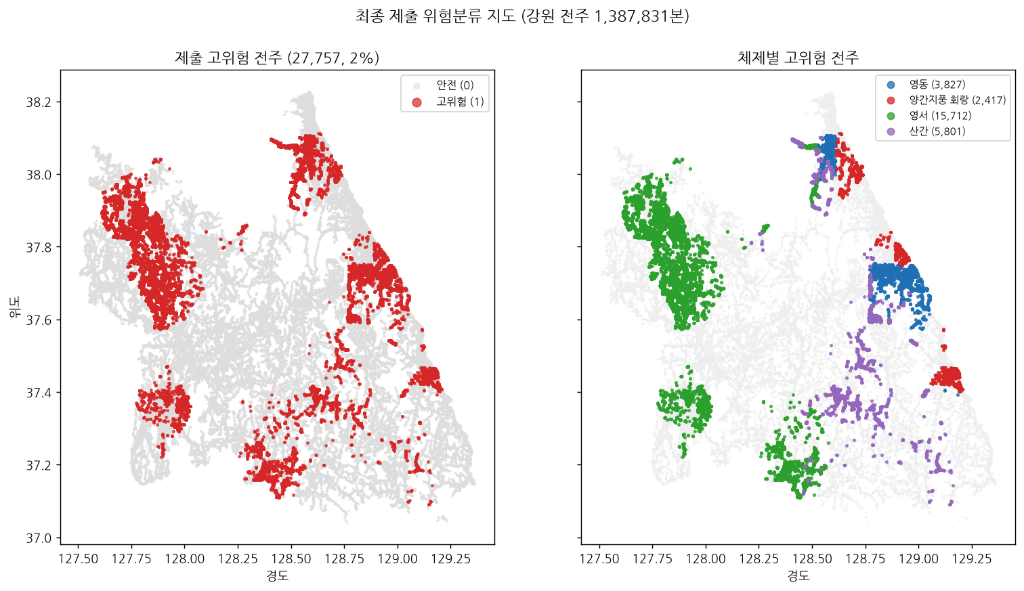 최종 제출 위험분류 지도 (강원 전주 1,387,831본)
제출 고위험 전주 (27,757, 2%)
안전 (0)
고위험 (1)
38.2
38.0
37.8
37.6
37.4
37.2
37.0
위도
127.50 127.75 128.00 128.25 128.50 128.75 129.00 129.25
경도
체제별 고위험 전주
영동 (3,827)
양간지풍 회랑 (2,417)
영서 (15,712)
산간 (5,801)
127.50 127.75 128.00 128.25 128.50 128.75 129.00 129.25
경도